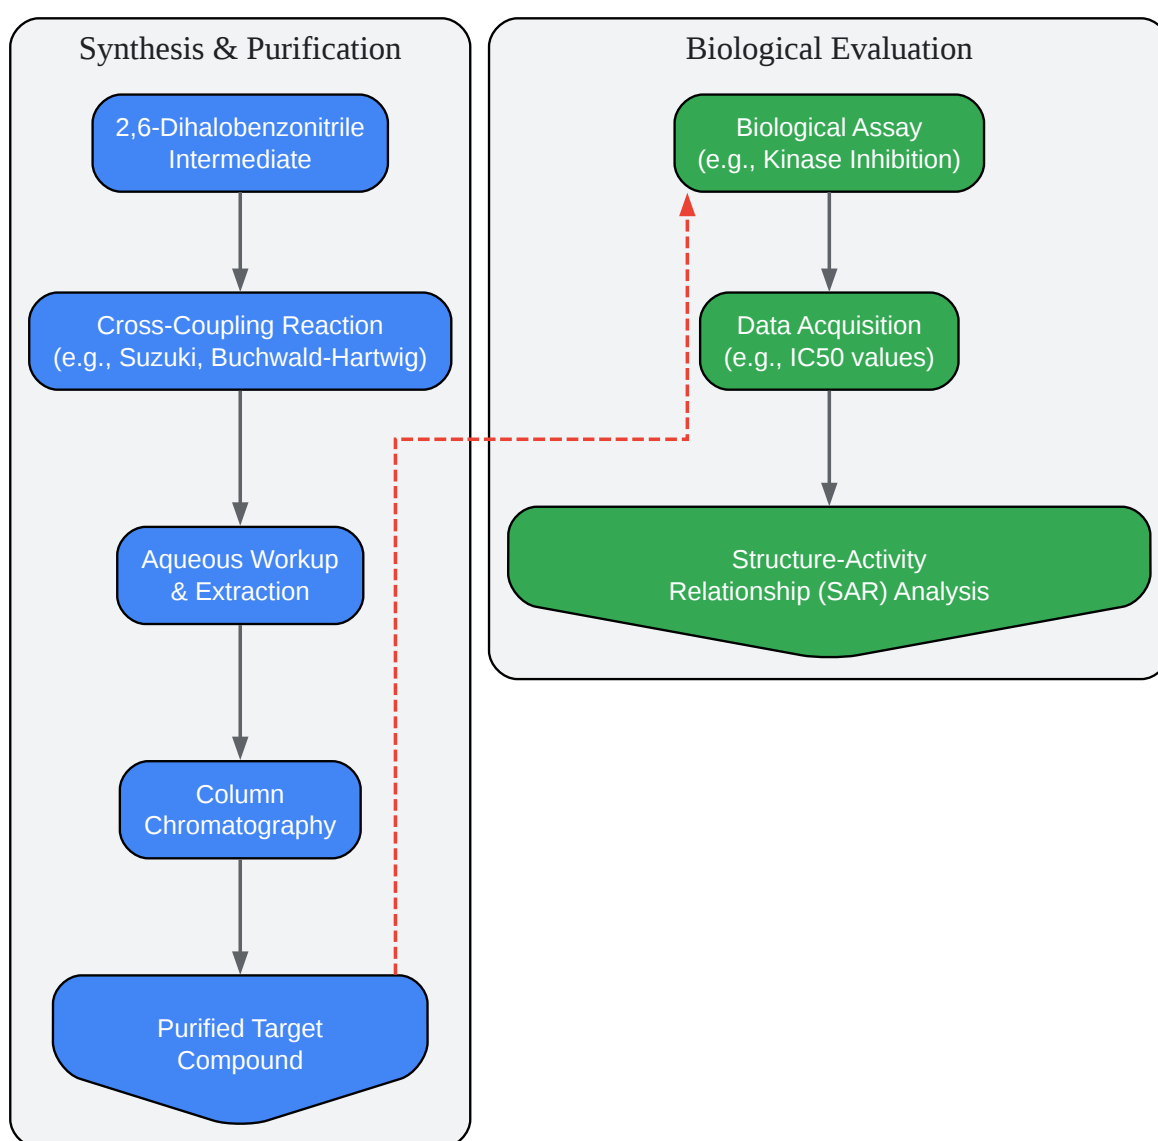 Synthesis & Purification
2,6-Dihalobenzonitrile
Intermediate
Cross-Coupling Reaction
(e.g., Suzuki, Buchwald-Hartwig)
Aqueous Workup
& Extraction
Column
Chromatography
Purified Target
Compound
Biological Evaluation
Biological Assay
(e.g., Kinase Inhibition)
Data Acquisition
(e.g., IC50 values)
Structure-Activity
Relationship (SAR) Analysis